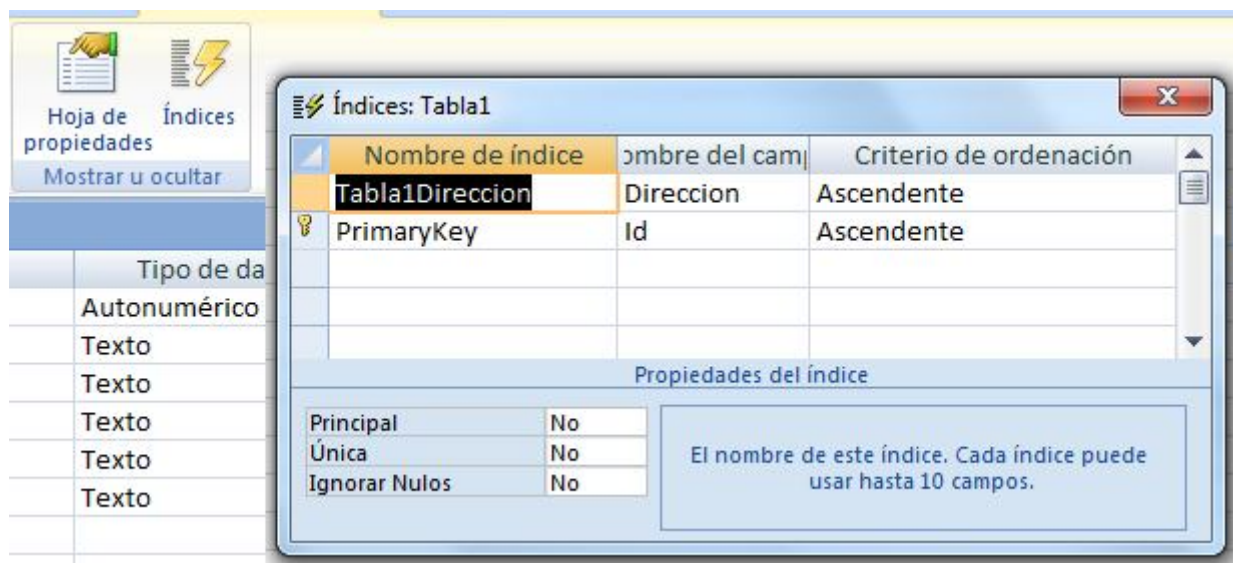 Hoja de propiedades
Índices
Mostrar u ocultar
Tipo de da
Autonumérico
Texto
Texto
Texto
Texto
Texto
Índices: Tabla1
Nombre de índice ombre del cam Criterio de ordenación
Tabla1Direccion Direccion Ascendente
PrimaryKey Id Ascendente
Propiedades del índice
Principal No
Única No
Ignorar Nulos No
El nombre de este índice. Cada índice puede
usar hasta 10 campos.